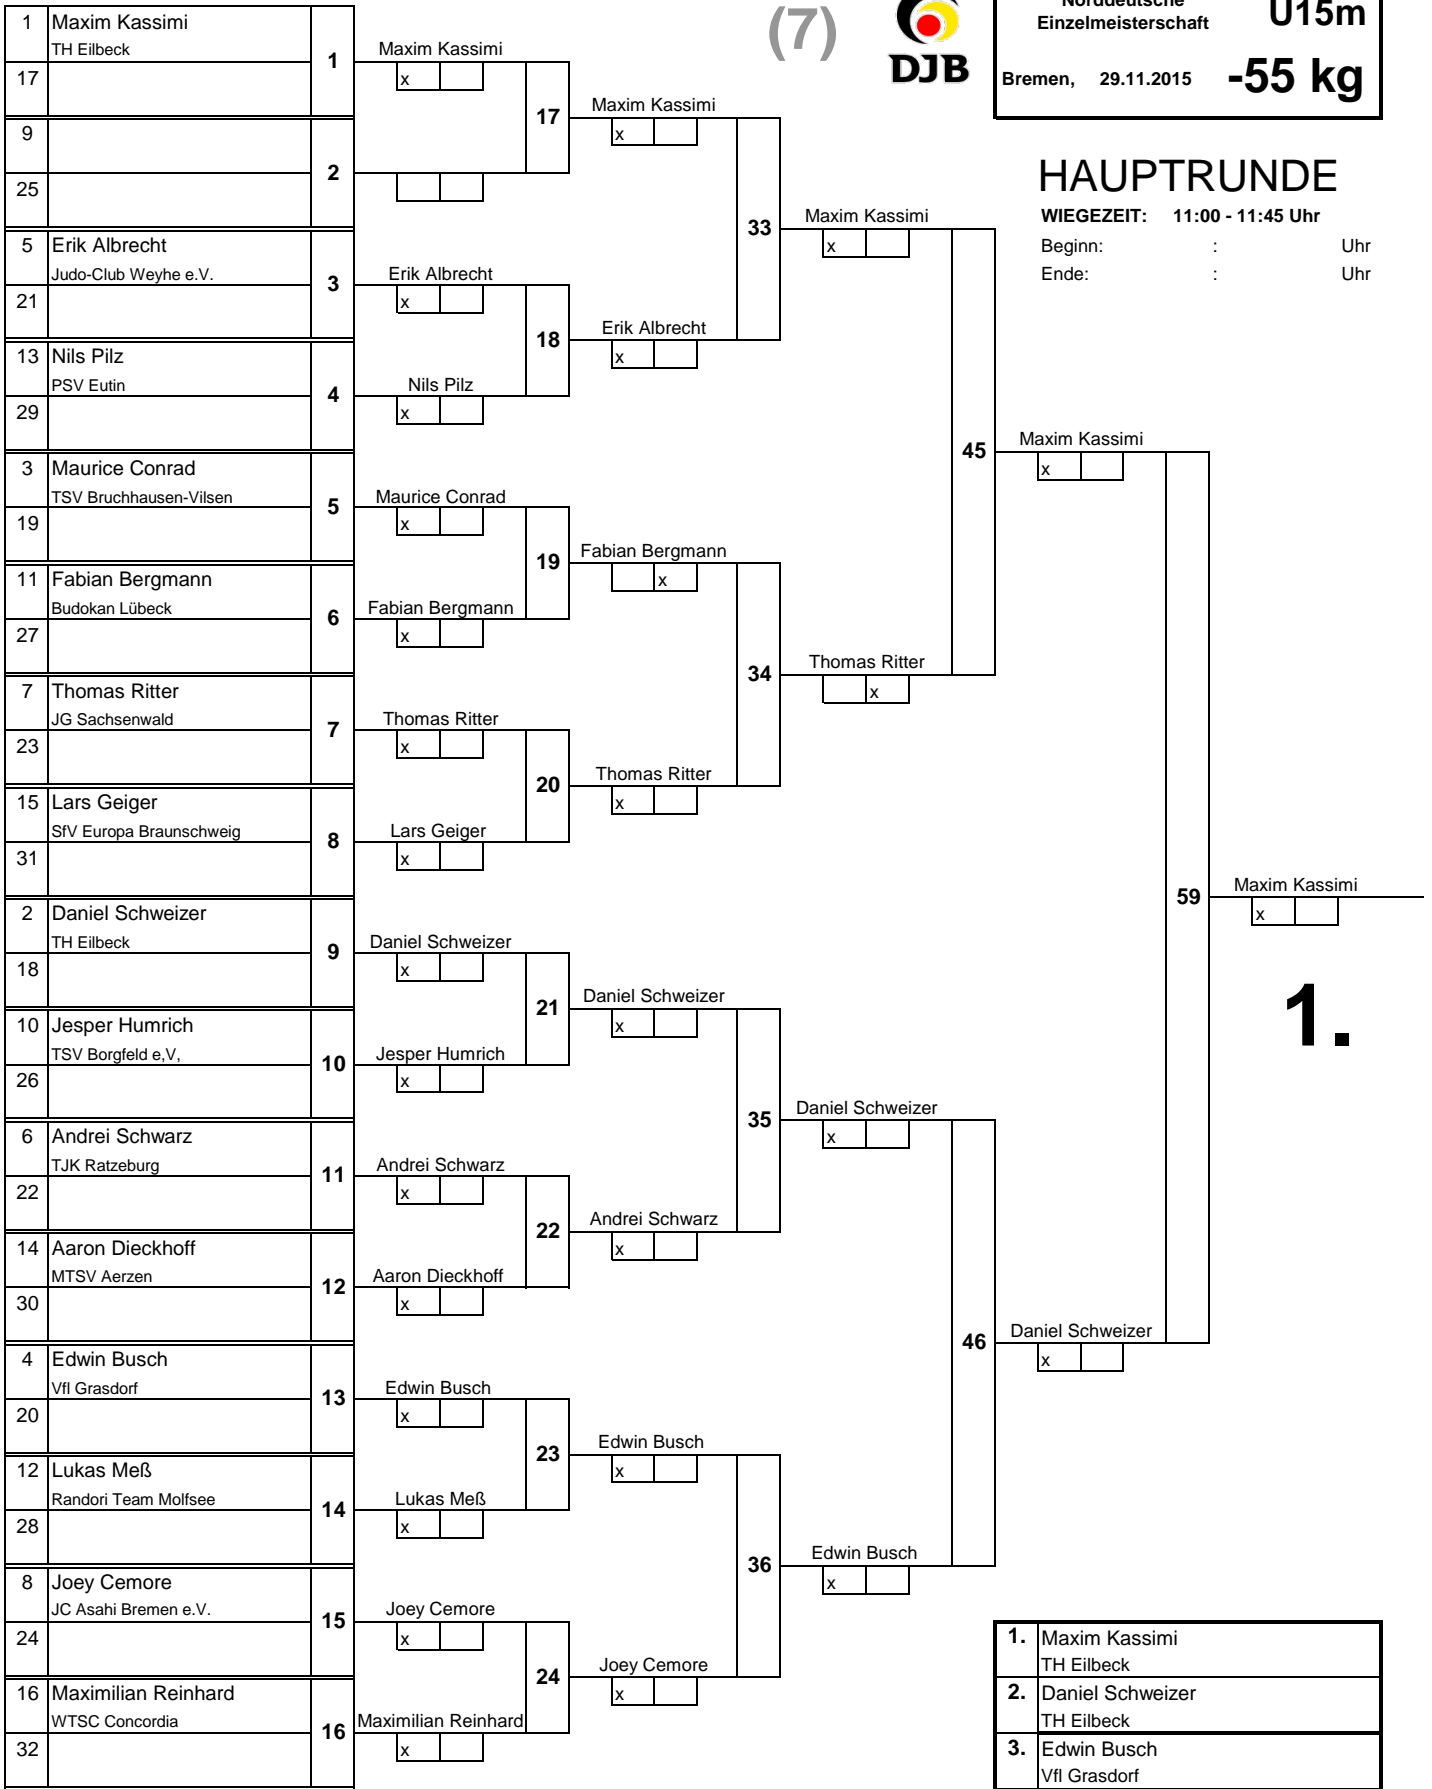 (7)
DJB
Norddeutsche
Einzelmeisterschaft
U15m
Bremen, 29.11.2015 -55 kg
HAUPTRUNDE
WIEGEZEIT: 11:00 - 11:45 Uhr
Beginn: : Uhr
Ende: : Uhr
1 Maxim Kassimi
TH Eilbeck
17
1
9
25
2
5 Erik Albrecht
Judo-Club Weyhe e.V.
21
3
13 Nils Pilz
PSV Eutin
29
4
3 Maurice Conrad
TSV Bruchhausen-Vilsen
19
5
11 Fabian Bergmann
Budokan Lübeck
27
6
7 Thomas Ritter
JG Sachsenwald
23
7
15 Lars Geiger
SfV Europa Braunschweig
31
8
2 Daniel Schweizer
TH Eilbeck
18
9
10 Jesper Humrich
TSV Borgfeld e,V,
26
10
6 Andrei Schwarz
TJK Ratzeburg
22
11
14 Aaron Dieckhoff
MTSV Aerzen
30
12
4 Edwin Busch
Vfl Grasdorf
20
13
12 Lukas Meß
Randori Team Molfsee
28
14
8 Joey Cemore
JC Asahi Bremen e.V.
24
15
16 Maximilian Reinhard
WTSC Concordia
32
16
Maxim Kassimi
x
17
Erik Albrecht
x
18
Nils Pilz
x
Maurice Conrad
x
19
Fabian Bergmann
x
Thomas Ritter
x
20
Lars Geiger
x
Daniel Schweizer
x
21
Jesper Humrich
x
Andrei Schwarz
x
22
Aaron Dieckhoff
x
Edwin Busch
x
23
Lukas Meß
x
Joey Cemore
x
24
Maximilian Reinhard
x
Maxim Kassimi
x
33
Erik Albrecht
x
Fabian Bergmann
x
34
Thomas Ritter
x
Daniel Schweizer
x
35
Andrei Schwarz
x
Edwin Busch
x
36
Joey Cemore
x
Maxim Kassimi
x
45
Thomas Ritter
x
Daniel Schweizer
x
46
Edwin Busch
x
Maxim Kassimi
x
59
Daniel Schweizer
x
Maxim Kassimi
x
1.
1. Maxim Kassimi
TH Eilbeck
2. Daniel Schweizer
TH Eilbeck
3. Edwin Busch
Vfl Grasdorf